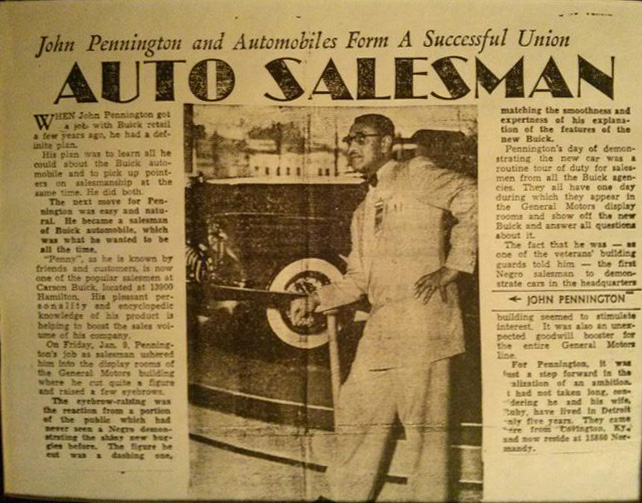 John Pennington and Automobiles Form A Successful Union
AUTO SALESMAN
WHEN John Pennington got
a job with Buick retail
a few years ago, he had a def-
inite plan.
His plan was to learn all he
could about the Buick auto-
mobile and to pick up point-
ers on salesmanship at the
same time. He did both.
The next move for Pen-
nington was easy and natu-
ral. He became a salesman
of Buick automobile, which
was what he wanted to be
all the time.
"Penny", as he is known by
friends and customers, is now
one of the popular salesmen at
Carson Buick, located at 13900
Hamilton. His pleasant per-
sonality and encyclopedic
knowledge of his product is
helping to boost the sales vol-
ume of his company.
On Friday, Jan. 9, Penning-
ton's job as salesman ushered
him into the display rooms of
the General Motors building
where he cut quite a figure
and raised a few eyebrows.
The eyebrow-raising was
the reaction from a portion
of the public which had
never seen a Negro demon-
strating the shiny new bug-
gies before. The figure he
cut was a dashing one,
matching the smoothness and
expertness of his explana-
tion of the features of the
new Buick.
Pennington's day of demon-
strating the new car was a
routine tour of duty for sales-
men from all the Buick agen-
cies. They all have one day
during which they appear in
the General Motors display
rooms and show off the new
Buick and answer all questions
about it.
The fact that he was — as
one of the veterans' building
guards told him — the first
Negro salesman to demon-
strate cars in the headquarters
← JOHN PENNINGTON
building seemed to stimulate
interest. It was also an unex-
pected goodwill booster for
the entire General Motors
line.
For Pennington, it was
just a step forward in the
alization of an ambition.
t had not taken long, con-
dering he and his wife,
uby, have lived in Detroit
nly five years. They came
ere from Covington, Ky.,
and now reside at 15860 Nor-
mandy.